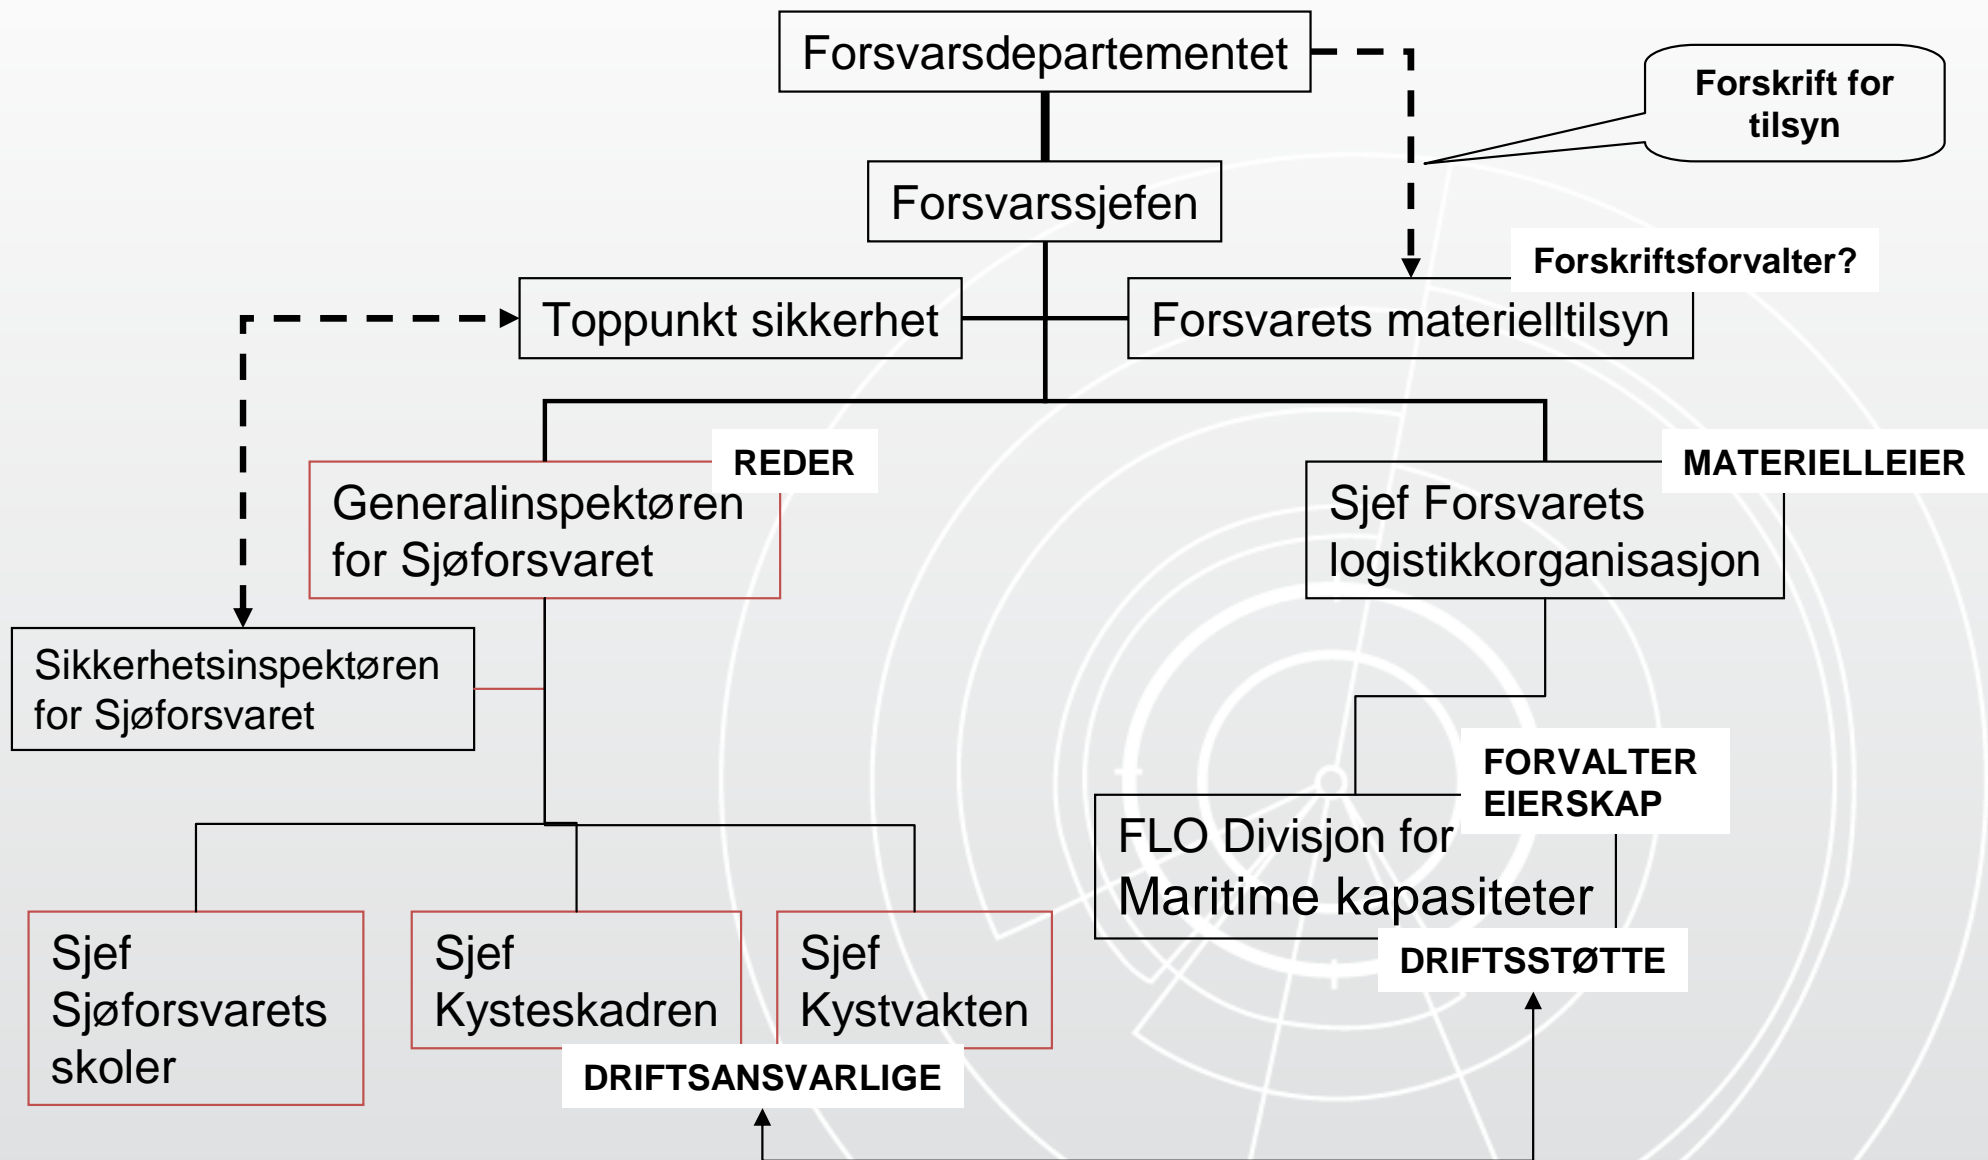 Forsvarsdepartementet
Forskrift for
tilsyn
Forsvarssjefen
Forskriftsforvalter?
Toppunkt sikkerhet
Forsvarets materielltilsyn
REDER
Generalinspektøren
for Sjøforsvaret
MATERIELLEIER
Sjef Forsvarets
logistikkorganisasjon
Sikkerhetsinspektøren
for Sjøforsvaret
FORVALTER
EIERSKAP
FLO Divisjon for
Maritime kapasiteter
DRIFTSSTØTTE
Sjef
Sjøforsvarets
skoler
Sjef
Kysteskadren
Sjef
Kystvakten
DRIFTSANSVARLIGE